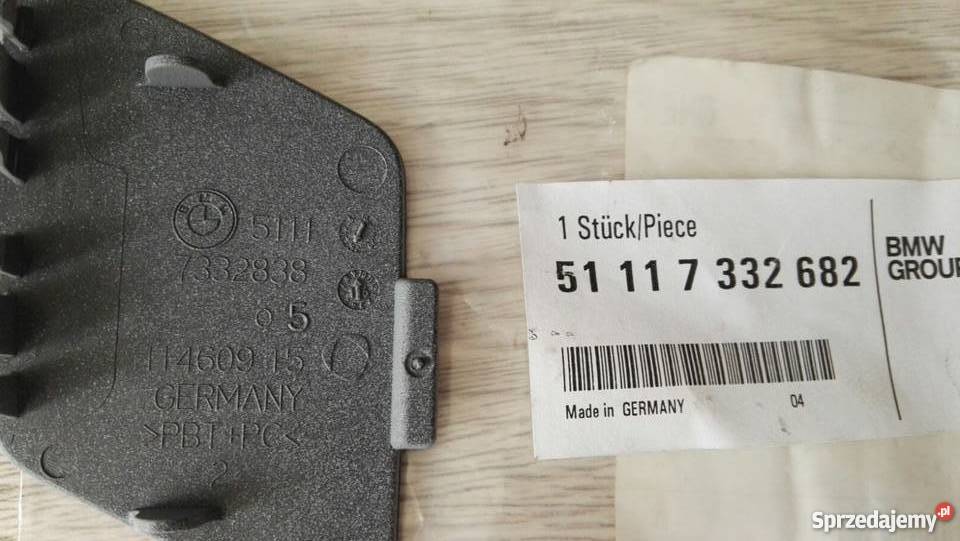 BMW
5111
7332838
5
114609 15
GERMANY
>PBT+PC<
2
1 Stück/Piece
51 11 7 332 682
BMW
GROUP
Made in GERMANY
04
Sprzedajemy.pl